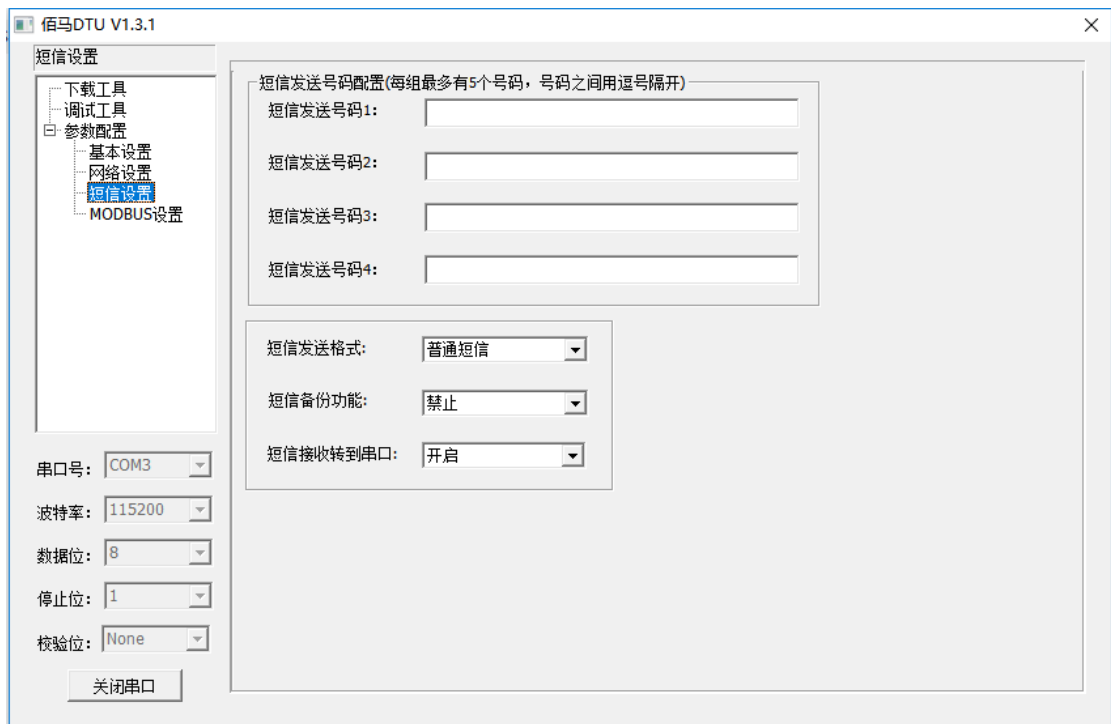 佰马DTU V1.3.1
短信设置
下载工具
调试工具
参数配置
基本设置
网络设置
短信设置
MODBUS设置
串口号: COM3
波特率: 115200
数据位: 8
停止位: 1
校验位: None
关闭串口
短信发送号码配置(每组最多有5个号码，号码之间用逗号隔开)
短信发送号码1:
短信发送号码2:
短信发送号码3:
短信发送号码4:
短信发送格式: 普通短信
短信备份功能: 禁止
短信接收转到串口: 开启